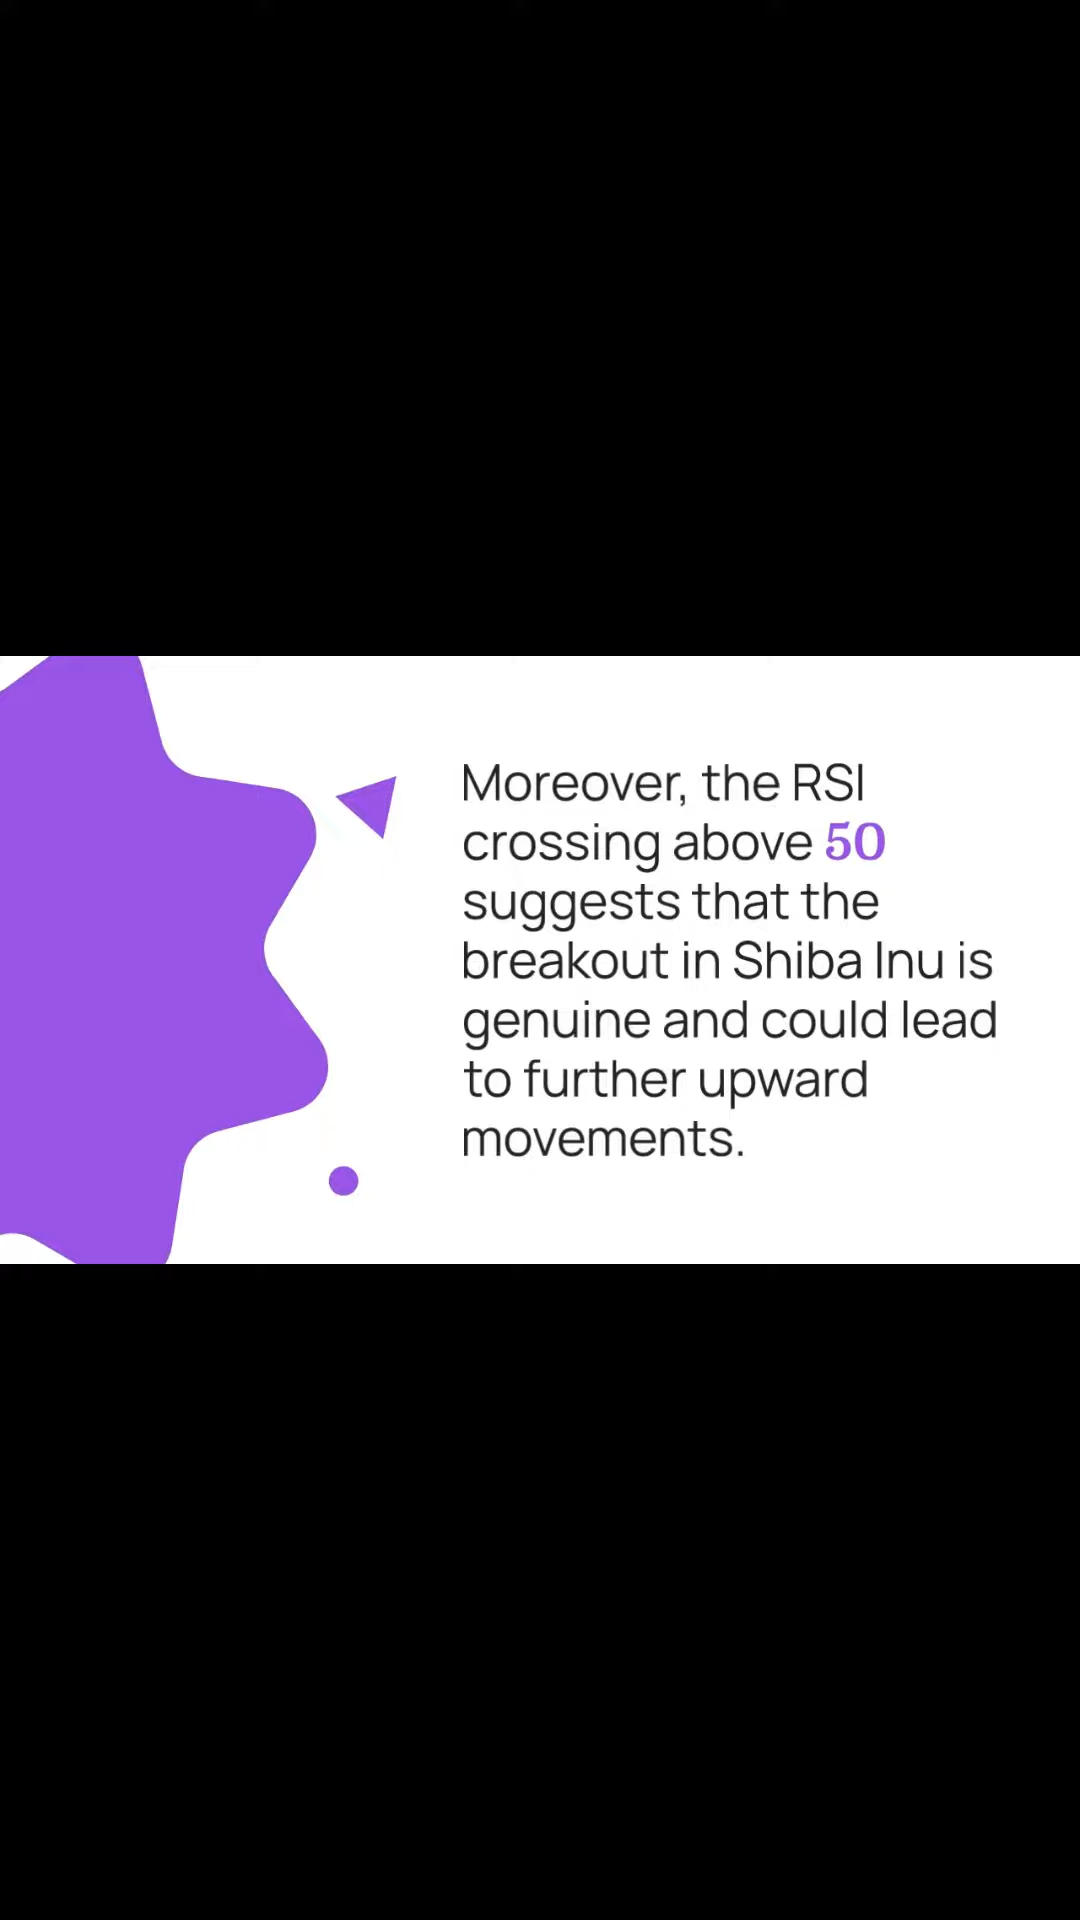 Moreover, the RSI
crossing above 50
suggests that the
breakout in Shiba Inu is
genuine and could lead
to further upward
movements.